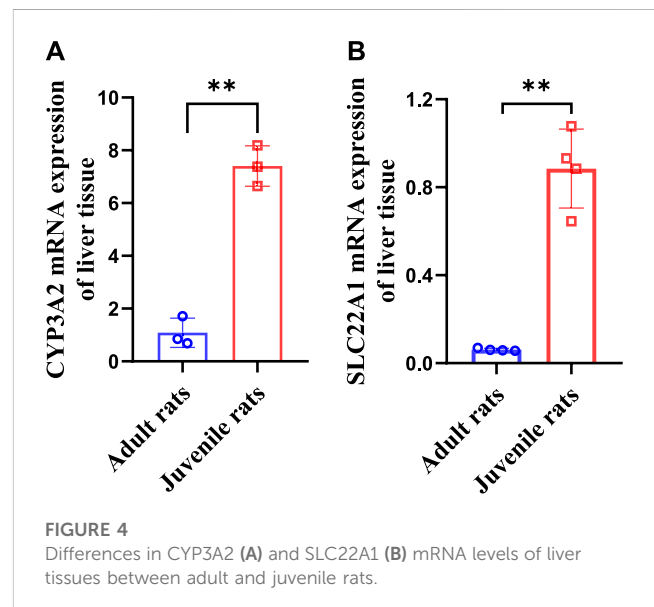 A
**
CYP3A2 mRNA expression
of liver tissue
10
8
6
4
2
0
Adult rats
Juvenile rats
B
**
SLC22A1 mRNA expression
of liver tissue
1.2
0.8
0.4
0.0
Adult rats
Juvenile rats
FIGURE 4
Differences in CYP3A2 (A) and SLC22A1 (B) mRNA levels of liver
tissues between adult and juvenile rats.